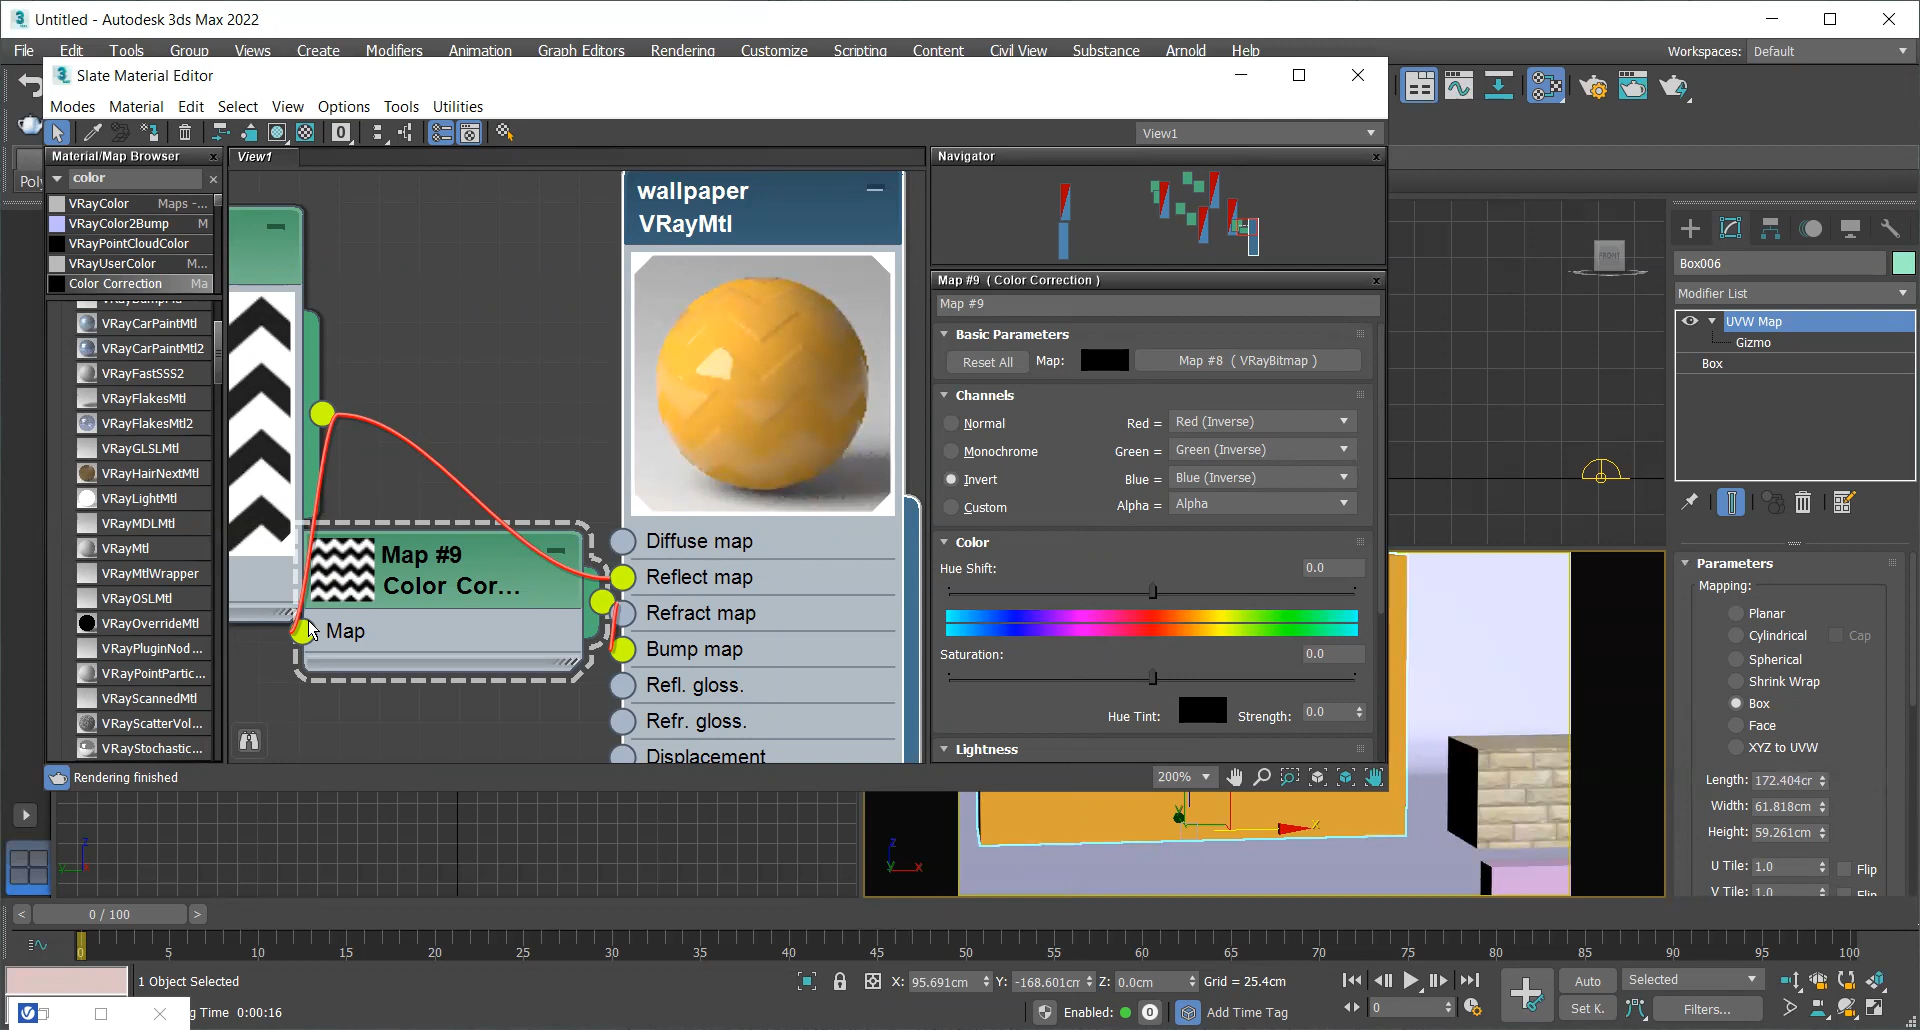 Untitled - Autodesk 3ds Max 2022
File Edit Tools Group Views Create Modifiers Animation Graph Editors Rendering Customize Scripting Content Civil View Substance Arnold Help
Workspaces: Default
Slate Material Editor
Modes Material Edit Select View Options Tools Utilities
View1
Material/Map Browser
View1
Navigator
color
VRayColor Maps -...
VRayColor2Bump M
VRayPointCloudColor
VRayUserColor M...
Color Correction Ma
VRayCarPaintMtl
VRayCarPaintMtl2
VRayFastSSS2
VRayFlakesMtl
VRayFlakesMtl2
VRayGLSLMtl
VRayHairNextMtl
VRayLightMtl
VRayMDLMtl
VRayMtl
VRayMtlWrapper
VRayOSLMtl
VRayOverrideMtl
VRayPluginNod ...
VRayPointPartic...
VRayScannedMtl
VRayScatterVol...
VRayStochastic...
wallpaper
VRayMtl
Map #9
Color Cor...
Map
Diffuse map
Reflect map
Refract map
Bump map
Refl. gloss.
Refr. gloss.
Displacement
Map #9 ( Color Correction )
Map #9
Basic Parameters
Reset All Map: Map #8 ( VRayBitmap )
Channels
Normal Red = Red (Inverse)
Monochrome Green = Green (Inverse)
Invert Blue = Blue (Inverse)
Custom Alpha = Alpha
Color
Hue Shift: 0.0
Saturation: 0.0
Hue Tint: Strength: 0.0
Lightness
Rendering finished
200%
FRONT
Box006
Modifier List
UVW Map
Gizmo
Box
Parameters
Mapping:
Planar
Cylindrical Cap
Spherical
Shrink Wrap
Box
Face
XYZ to UVW
Length: 172.404cr
Width: 61.818cm
Height: 59.261cm
U Tile: 1.0 Flip
V Tile: 1.0 Flip
z
y x
z
y x
y x
< 0 / 100 >
0 5 10 15 20 25 30 35 40 45 50 55 60 65 70 75 80 85 90 95 100
1 Object Selected
X: 95.691cm Y: -168.601cm Z: 0.0cm Grid = 25.4cm
Auto Selected
g Time 0:00:16
Enabled: 0 Add Time Tag
0
Set K. Filters...